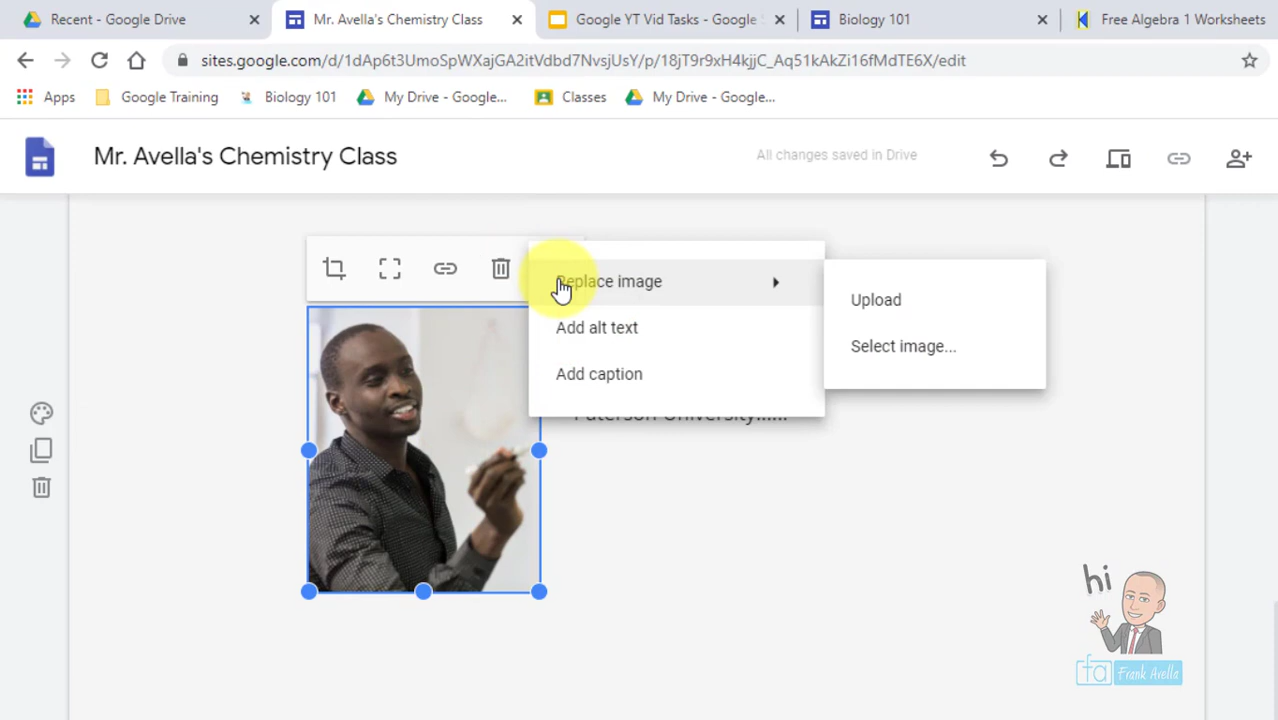 Recent - Google Drive
Mr. Avella's Chemistry Class
Google YT Vid Tasks - Google
Biology 101
Free Algebra 1 Worksheets
sites.google.com/d/1dAp6t3UmoSpWXajGA2itVdbd7NvsjUsY/p/18jT9r9xH4kjjC_Aq51kAkZi16fMdTE6X/edit
Apps
Google Training
Biology 101
My Drive - Google...
Classes
My Drive - Google...
Mr. Avella's Chemistry Class
All changes saved in Drive
Replace image
Upload
Add alt text
Select image...
Add caption
Paterson University......
hi
fa Frank Avella